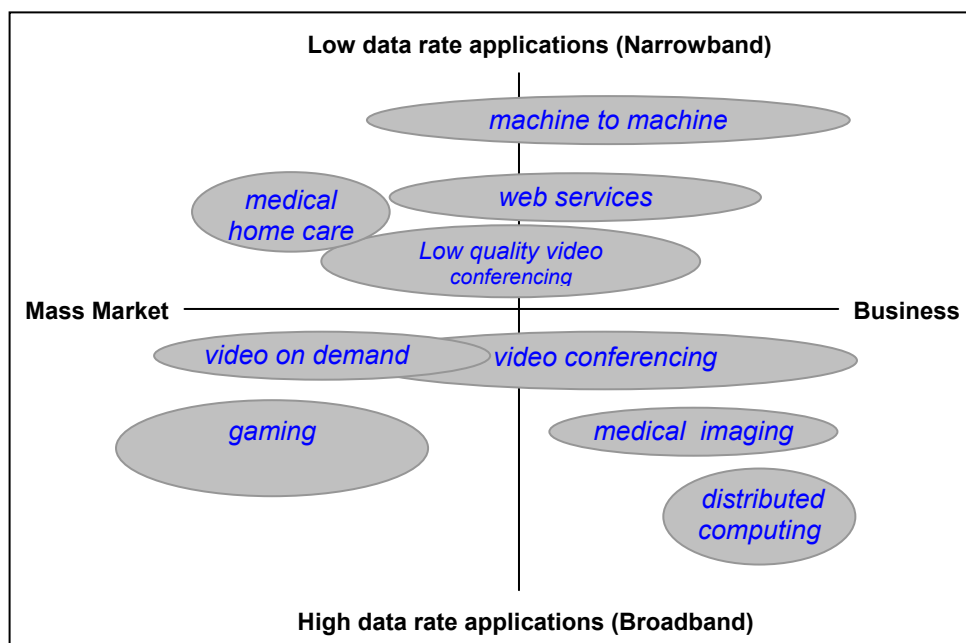 Low data rate applications (Narrowband)
machine to machine
medical
home care
web services
Low quality video
conferencing
Mass Market
Business
video on demand
video conferencing
gaming
medical imaging
distributed
computing
High data rate applications (Broadband)